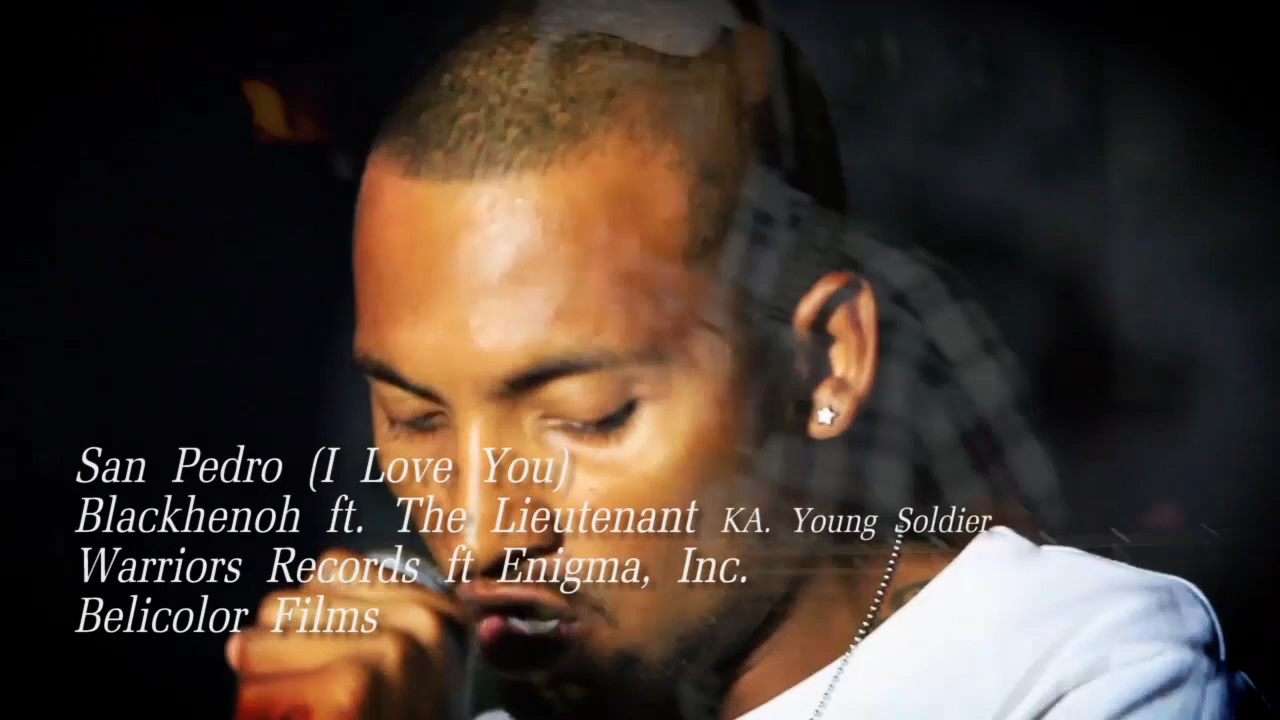 San Pedro (I Love You)
Blackhenoh ft. The Lieutenant KA. Young Soldier
Warriors Records ft Enigma, Inc.
Belicolor Films